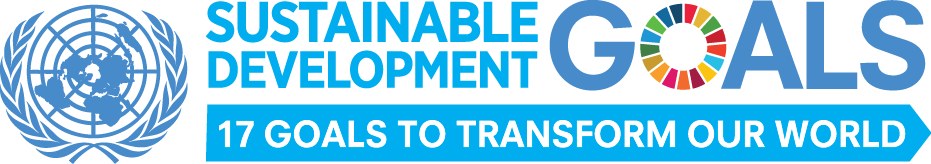 SUSTAINABLE
DEVELOPMENT GOALS
17 GOALS TO TRANSFORM OUR WORLD